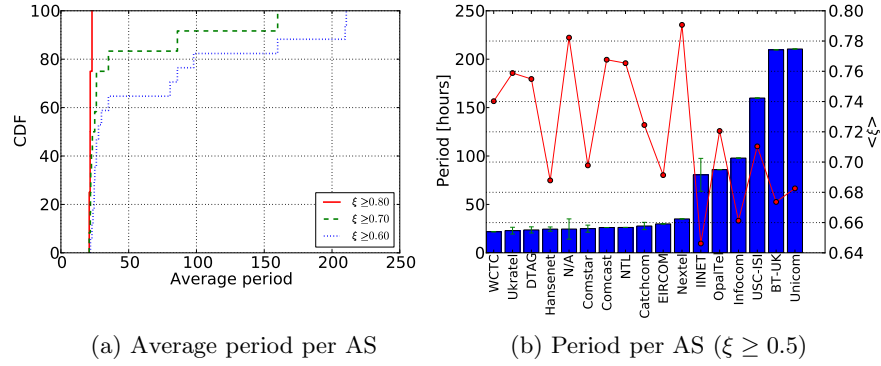 100
80
60
40
20
0
CDF
0
50
100
150
200
250
Average period
ξ ≥0.80
ξ ≥0.70
ξ ≥0.60
(a) Average period per AS
250
200
150
100
50
0
Period [hours]
0.80
0.78
0.76
0.74
0.72
0.70
0.68
0.66
0.64
<ξ>
WCTC
Ukratel
DTAG
Hansenet
N/A
Comstar
Comcast
NTL
Catchcom
EIRCOM
Nextel
IINET
OpalTel
Infocom
USC-ISI
BT-UK
Unicom
(b) Period per AS (ξ ≥ 0.5)